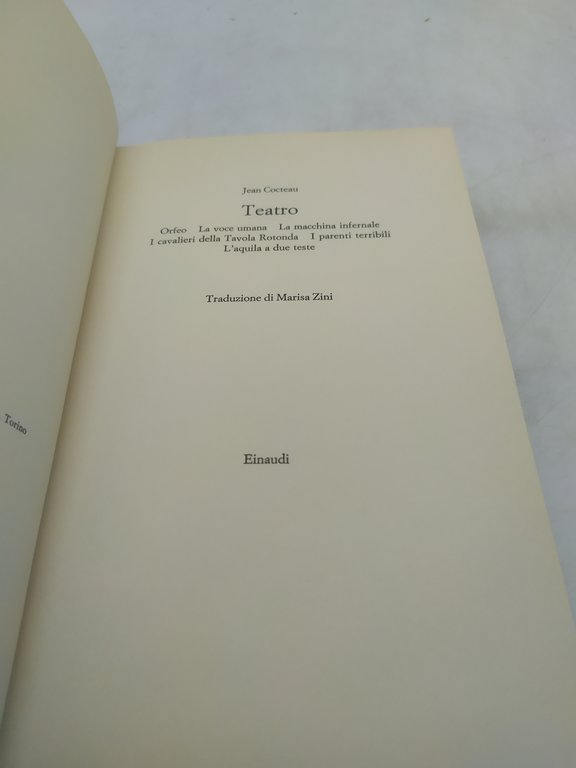 Torino
Jean Cocteau
Teatro
Orfeo La voce umana La macchina infernale
I cavalieri della Tavola Rotonda I parenti terribili
L'aquila a due teste
Traduzione di Marisa Zini
Einaudi